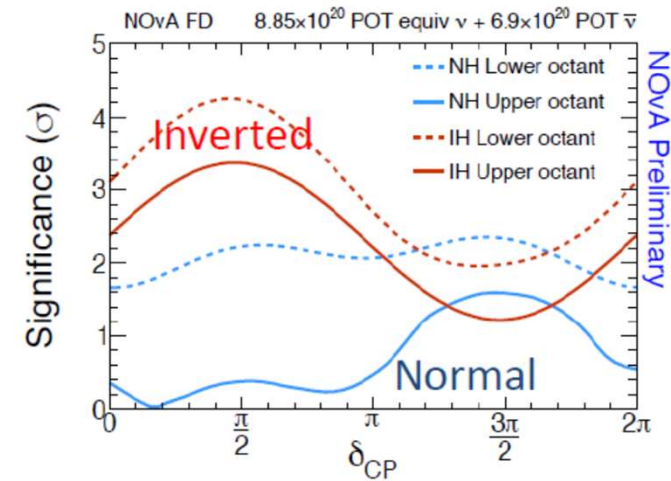 NOvA FD 8.85×10²⁰ POT equiv ν + 6.9×10²⁰ POT ν̅
5
4
3
2
1
0
Significance (σ)
NH Lower octant
NH Upper octant
IH Lower octant
IH Upper octant
Inverted
Normal
NOvA Preliminary
0 π/2 π 3π/2 2π
δCP